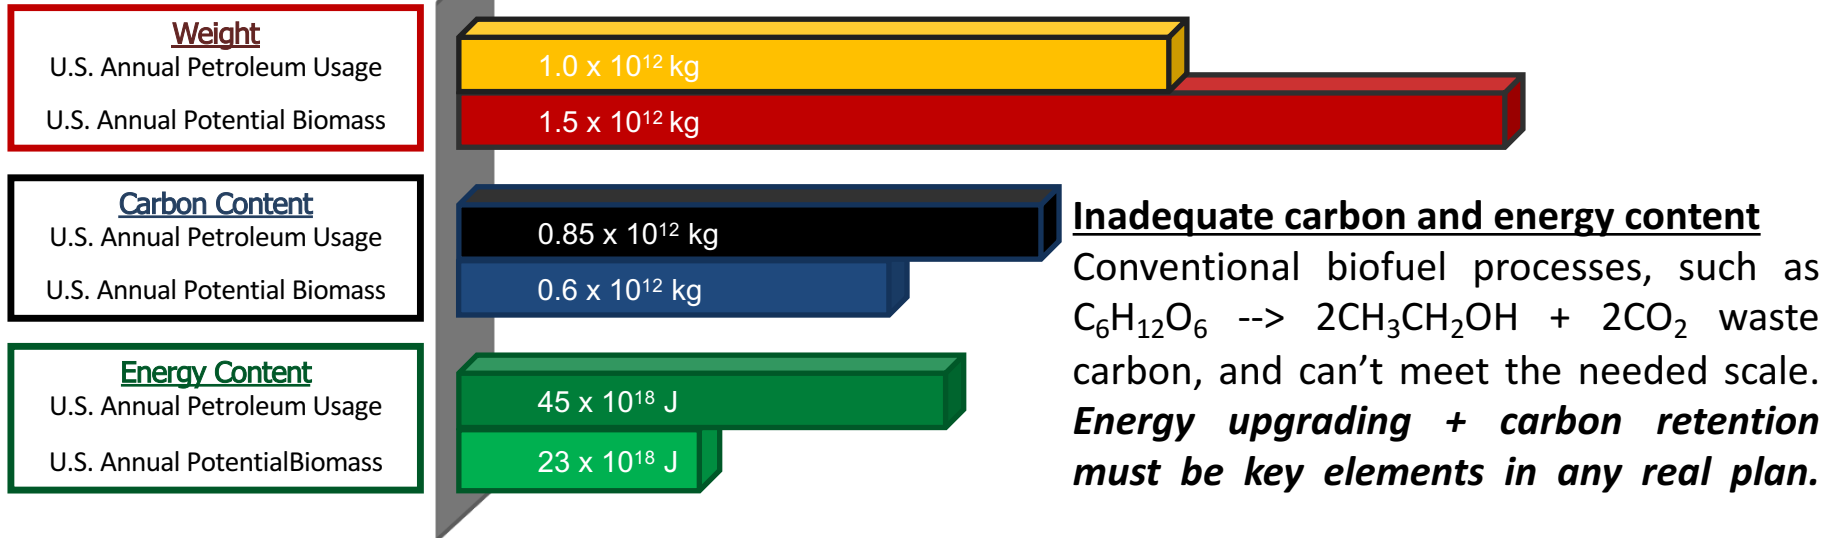 Weight
U.S. Annual Petroleum Usage
1.0 x 10¹² kg
U.S. Annual Potential Biomass
1.5 x 10¹² kg
Carbon Content
U.S. Annual Petroleum Usage
0.85 x 10¹² kg
U.S. Annual Potential Biomass
0.6 x 10¹² kg
Energy Content
U.S. Annual Petroleum Usage
45 x 10¹⁸ J
U.S. Annual PotentialBiomass
23 x 10¹⁸ J
Inadequate carbon and energy content
Conventional biofuel processes, such as
C₆H₁₂O₆ --> 2CH₃CH₂OH + 2CO₂ waste
carbon, and can’t meet the needed scale.
Energy upgrading + carbon retention
must be key elements in any real plan.